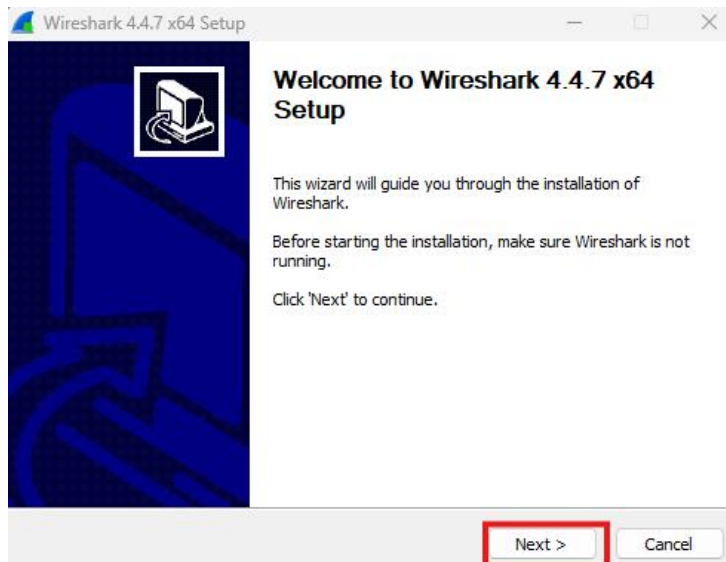 Wireshark 4.4.7 x64 Setup
Welcome to Wireshark 4.4.7 x64
Setup
This wizard will guide you through the installation of
Wireshark.
Before starting the installation, make sure Wireshark is not
running.
Click 'Next' to continue.
Next >
Cancel